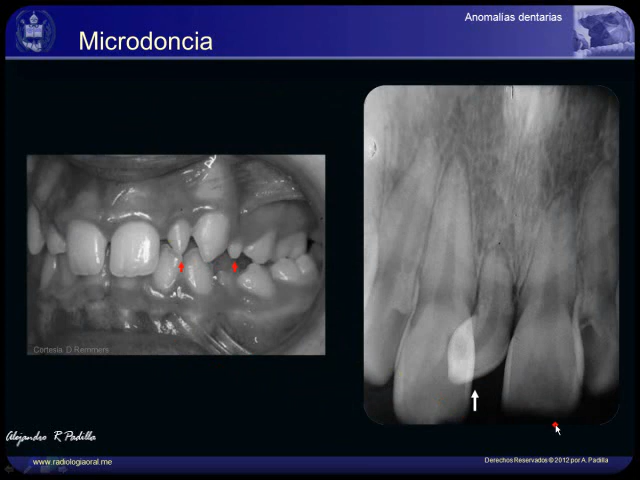 Anomalías dentarias
Microdoncia
Cortesía D.Remmers
Alejandro R Padilla
www.radiologiaoral.me
Derechos Reservados © 2012 por A. Padilla